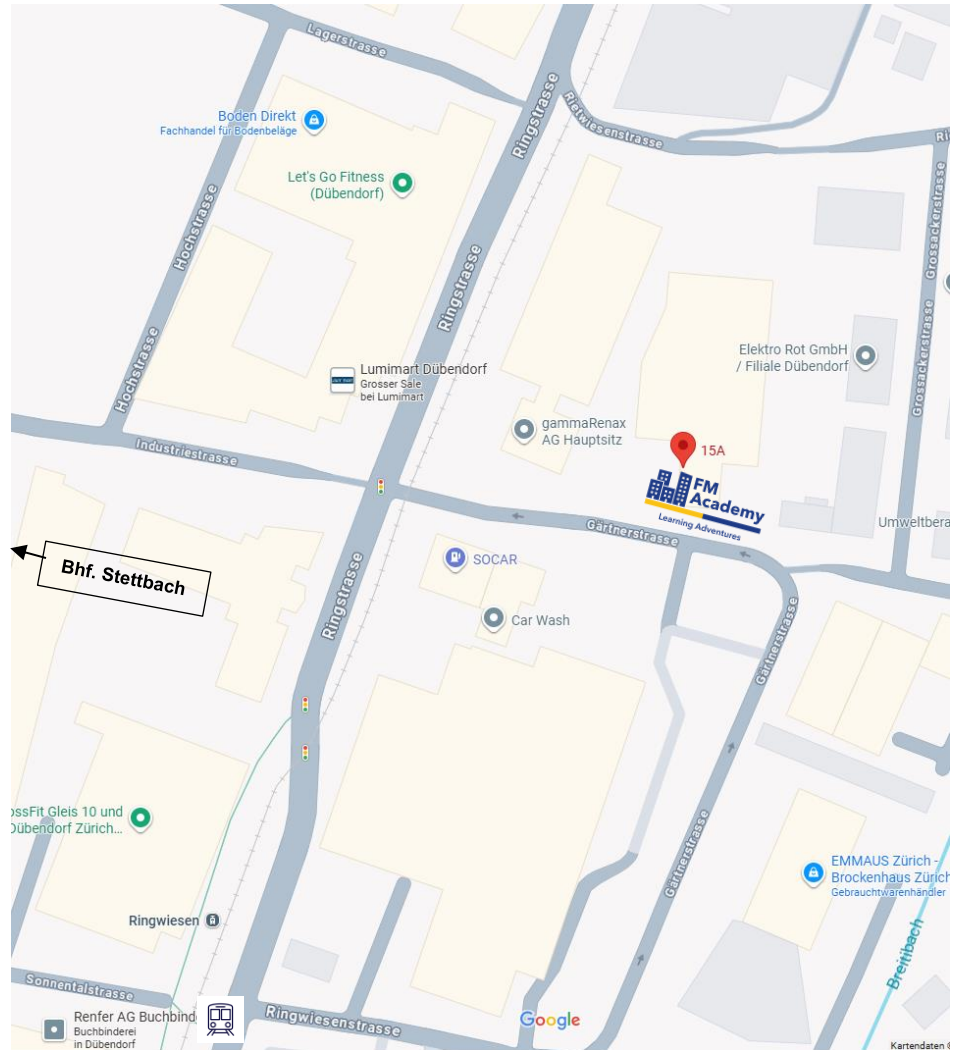 Lagerstrasse
Boden Direkt
Fachhandel für Bodenbeläge
Let's Go Fitness
(Dübendorf)
Ringstrasse
Rietwiesenstrasse
Hochstrasse
Grossackerstrasse
Ringstrasse
Elektro Rot GmbH
/ Filiale Dübendorf
Lumimart Dübendorf
Grosser Sale
bei Lumimart
Hochstrasse
Grossackerstrasse
gammaRenax
AG Hauptsitz
15A
Industriestrasse
FM
Academy
Learning Adventures
Gärtnerstrasse
Umweltbera
SOCAR
Bhf. Stettbach
Ringstrasse
Car Wash
Gärtnerstrasse
ossFit Gleis 10 und
Dübendorf Zürich...
Gärtnerstrasse
EMMAUS Zürich -
Brockenhaus Zürich
Gebrauchtwarenhändler
Ringwiesen
Breitibach
Sonnentalstrasse
Renfer AG Buchbind
Buchbinderei
in Dübendorf
Ringwiesenstrasse
Google
Kartendaten ©